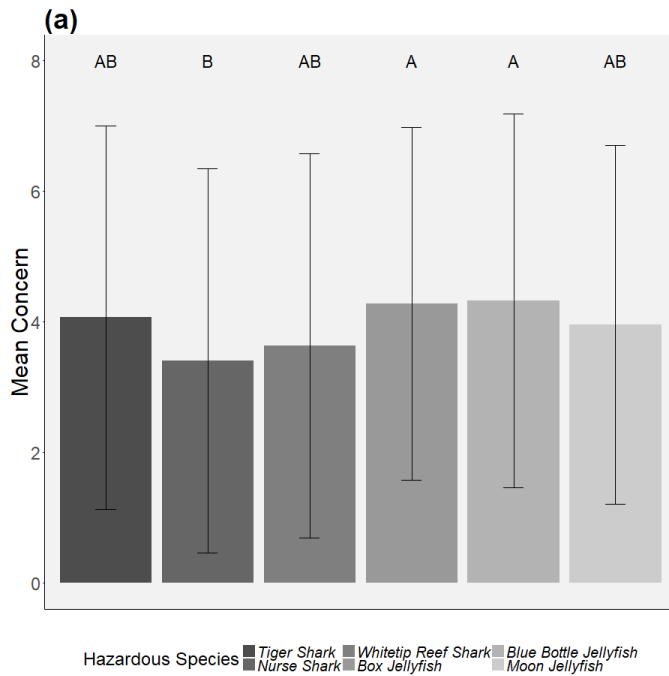 (a)
8
AB B AB A A AB
6
4
2
0
Mean Concern
Hazardous Species Tiger Shark Whitetip Reef Shark Blue Bottle Jellyfish
Nurse Shark Box Jellyfish Moon Jellyfish